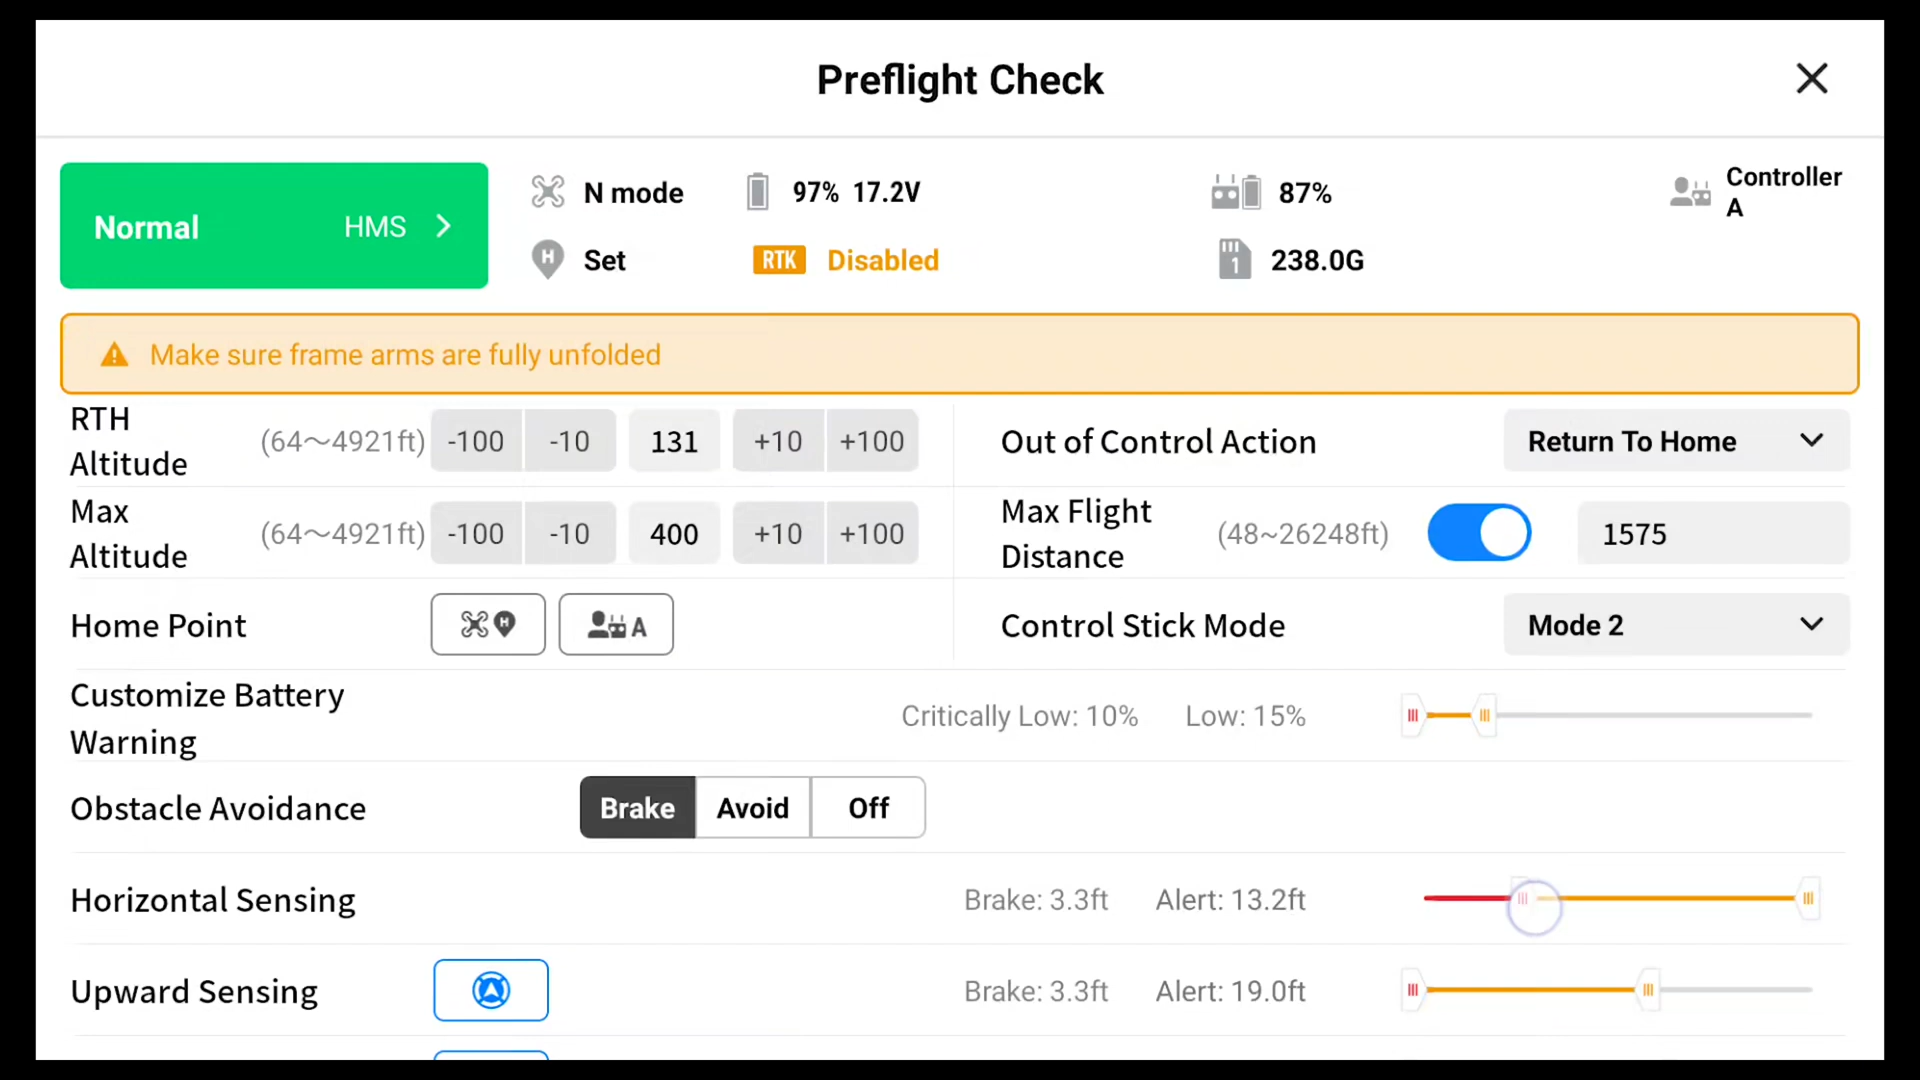 Preflight Check
Normal HMS
N mode 97% 17.2V 87% Controller A
Set RTK Disabled 1 238.0G
Make sure frame arms are fully unfolded
RTH Altitude (64～4921ft) -100 -10 131 +10 +100
Out of Control Action Return To Home
Max Altitude (64～4921ft) -100 -10 400 +10 +100
Max Flight Distance (48~26248ft) 1575
Home Point H A
Control Stick Mode Mode 2
Customize Battery Warning Critically Low: 10% Low: 15%
Obstacle Avoidance Brake Avoid Off
Horizontal Sensing Brake: 3.3ft Alert: 13.2ft
Upward Sensing Brake: 3.3ft Alert: 19.0ft